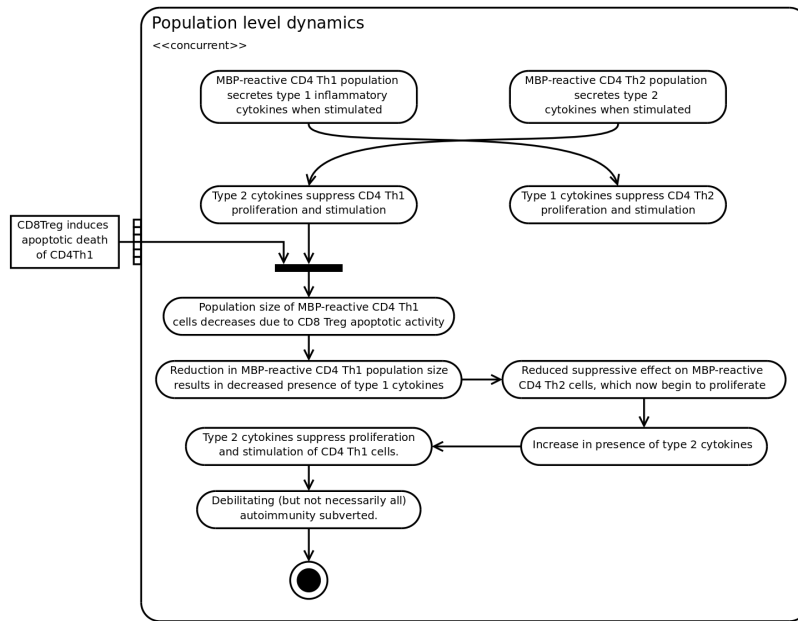 Population level dynamics
<<concurrent>>
MBP-reactive CD4 Th1 population
secretes type 1 inflammatory
cytokines when stimulated
MBP-reactive CD4 Th2 population
secretes type 2
cytokines when stimulated
Type 2 cytokines suppress CD4 Th1
proliferation and stimulation
Type 1 cytokines suppress CD4 Th2
proliferation and stimulation
CD8Treg induces
apoptotic death
of CD4Th1
Population size of MBP-reactive CD4 Th1
cells decreases due to CD8 Treg apoptotic activity
Reduction in MBP-reactive CD4 Th1 population size
results in decreased presence of type 1 cytokines
Reduced suppressive effect on MBP-reactive
CD4 Th2 cells, which now begin to proliferate
Increase in presence of type 2 cytokines
Type 2 cytokines suppress proliferation
and stimulation of CD4 Th1 cells.
Debilitating (but not necessarily all)
autoimmunity subverted.